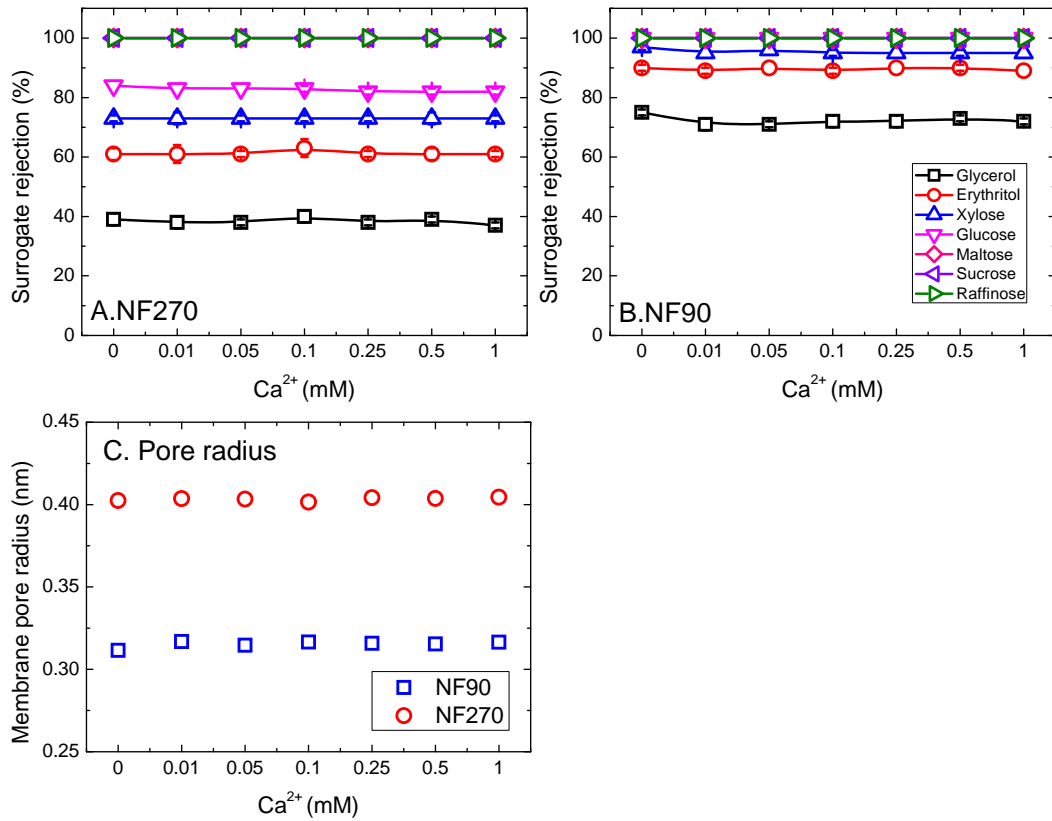 Surrogate rejection (%)
100
80
60
40
20
0
A.NF270
0 0.01 0.05 0.1 0.25 0.5 1
Ca²⁺ (mM)
Surrogate rejection (%)
100
80
60
40
20
0
Glycerol
Erythritol
Xylose
Glucose
Maltose
Sucrose
Raffinose
B.NF90
0 0.01 0.05 0.1 0.25 0.5 1
Ca²⁺ (mM)
Membrane pore radius (nm)
0.45
0.40
0.35
0.30
0.25
C. Pore radius
NF90
NF270
0 0.01 0.05 0.1 0.25 0.5 1
Ca²⁺ (mM)